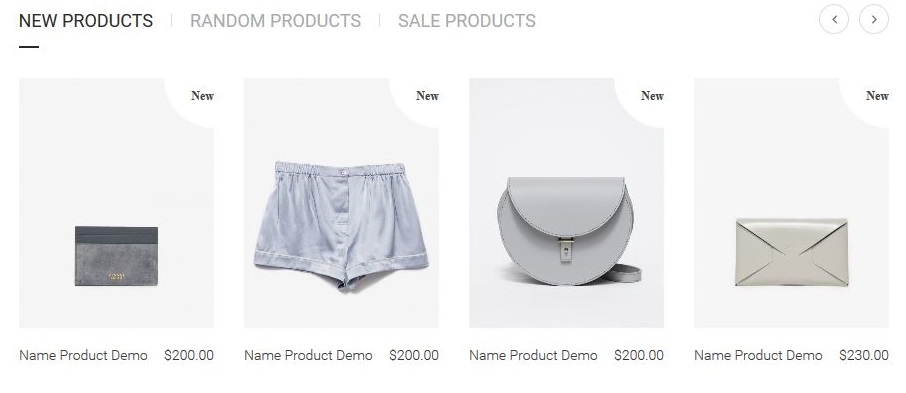 NEW PRODUCTS RANDOM PRODUCTS SALE PRODUCTS
New New New New
Name Product Demo $200.00 Name Product Demo $200.00 Name Product Demo $200.00 Name Product Demo $230.00